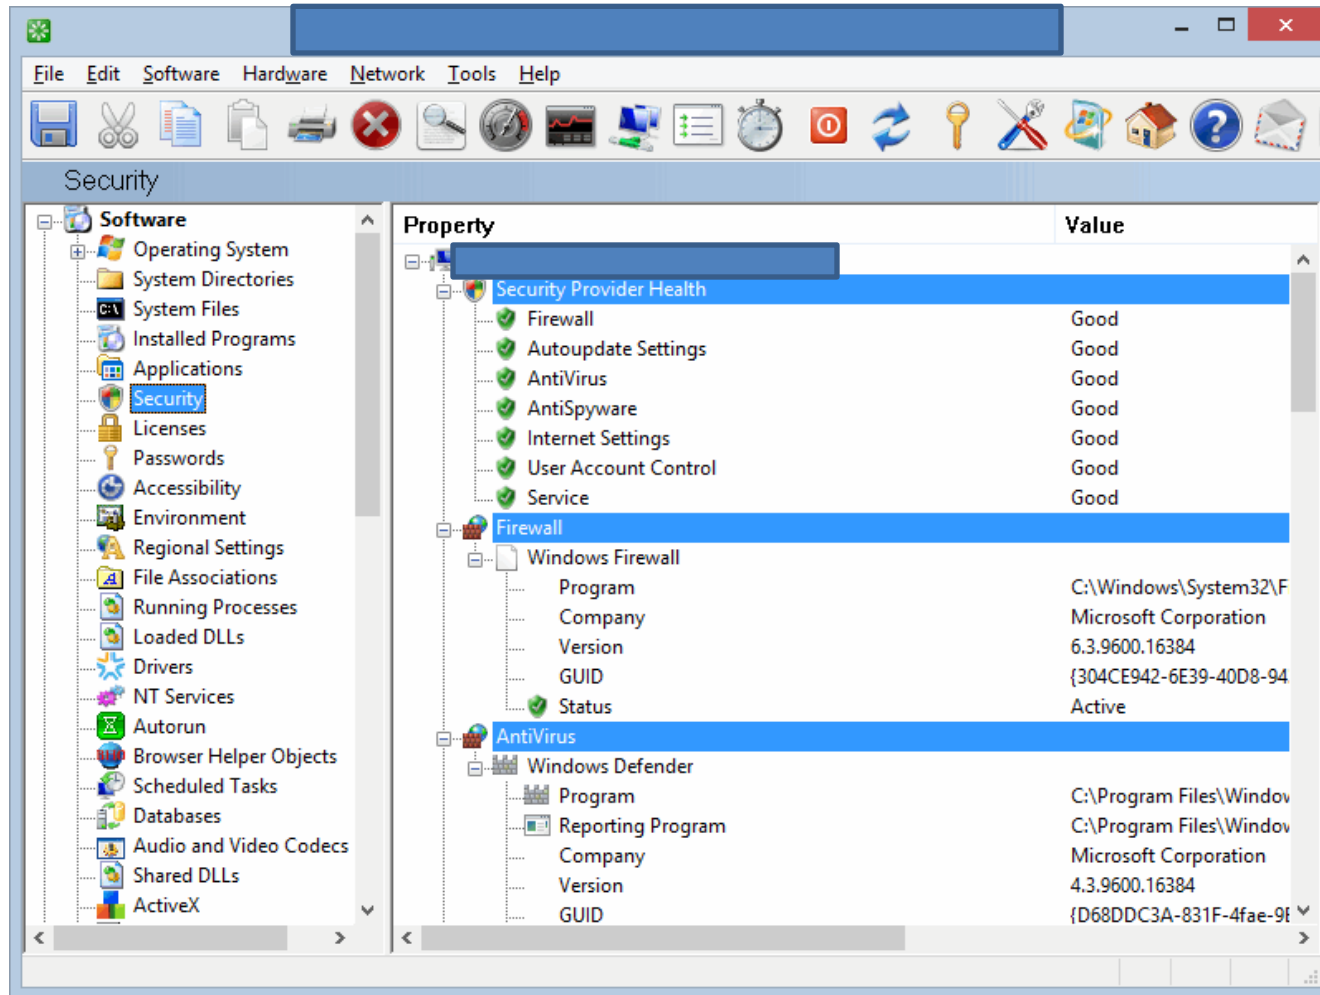 File Edit Software Hardware Network Tools Help
Security
Software
Operating System
System Directories
C:\ System Files
Installed Programs
Applications
Security
Licenses
Passwords
Accessibility
Environment
Regional Settings
File Associations
Running Processes
Loaded DLLs
Drivers
NT Services
Autorun
Browser Helper Objects
Scheduled Tasks
Databases
Audio and Video Codecs
Shared DLLs
ActiveX
Property Value
Security Provider Health
Firewall Good
Autoupdate Settings Good
AntiVirus Good
AntiSpyware Good
Internet Settings Good
User Account Control Good
Service Good
Firewall
Windows Firewall
Program C:\Windows\System32\F
Company Microsoft Corporation
Version 6.3.9600.16384
GUID {304CE942-6E39-40D8-94
Status Active
AntiVirus
Windows Defender
Program C:\Program Files\Window
Reporting Program C:\Program Files\Window
Company Microsoft Corporation
Version 4.3.9600.16384
GUID {D68DDC3A-831F-4fae-9E